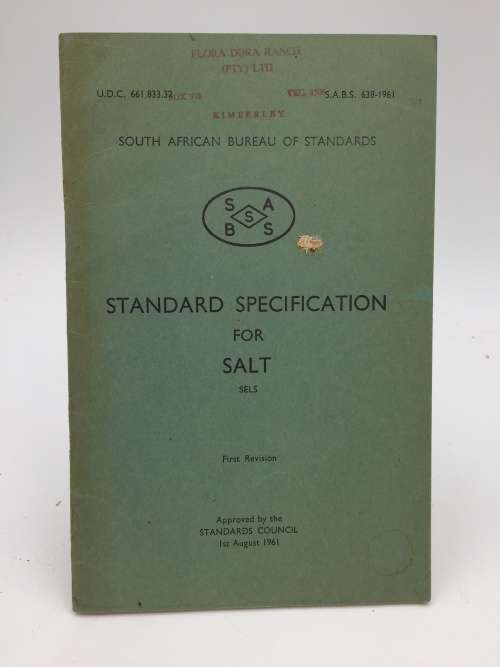 FLORA DORA RANCH
(PTY) LTD
U.D.C. 661.833.32 BOX S.A.B.S. 638-1961
KIMBERLEY
SOUTH AFRICAN BUREAU OF STANDARDS
S A
S
B S
STANDARD SPECIFICATION
FOR
SALT
SELS
First Revision
Approved by the
STANDARDS COUNCIL
1st August 1961